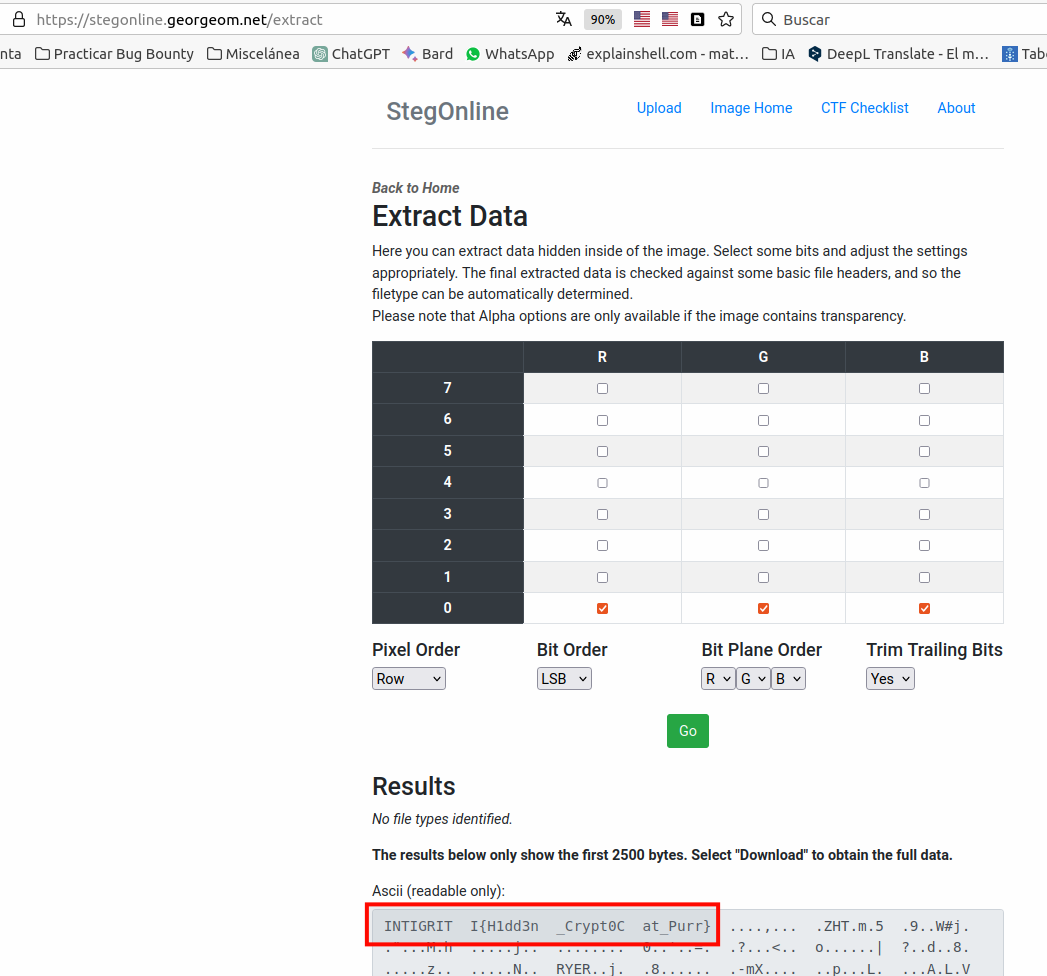 https://stegonline.georgeom.net/extract 90% Buscar
nta Practicar Bug Bounty Miscelánea ChatGPT Bard WhatsApp explainshell.com - mat… IA DeepL Translate - El m… Tab
StegOnline Upload Image Home CTF Checklist About
Back to Home
Extract Data
Here you can extract data hidden inside of the image. Select some bits and adjust the settings
appropriately. The final extracted data is checked against some basic file headers, and so the
filetype can be automatically determined.
Please note that Alpha options are only available if the image contains transparency.
R G B
7
6
5
4
3
2
1
0
Pixel Order Bit Order Bit Plane Order Trim Trailing Bits
Row LSB R G B Yes
Go
Results
No file types identified.
The results below only show the first 2500 bytes. Select "Download" to obtain the full data.
Ascii (readable only):
INTIGRIT I{H1dd3n _Crypt0C at_Purr} ....,... .ZHT.m.5 .9..W#j.
.?...<.. o......| ?..d..8.
.....z.. .....N.. RYER..j. .8...... .-mX.... ..p...L. ...A.L.V